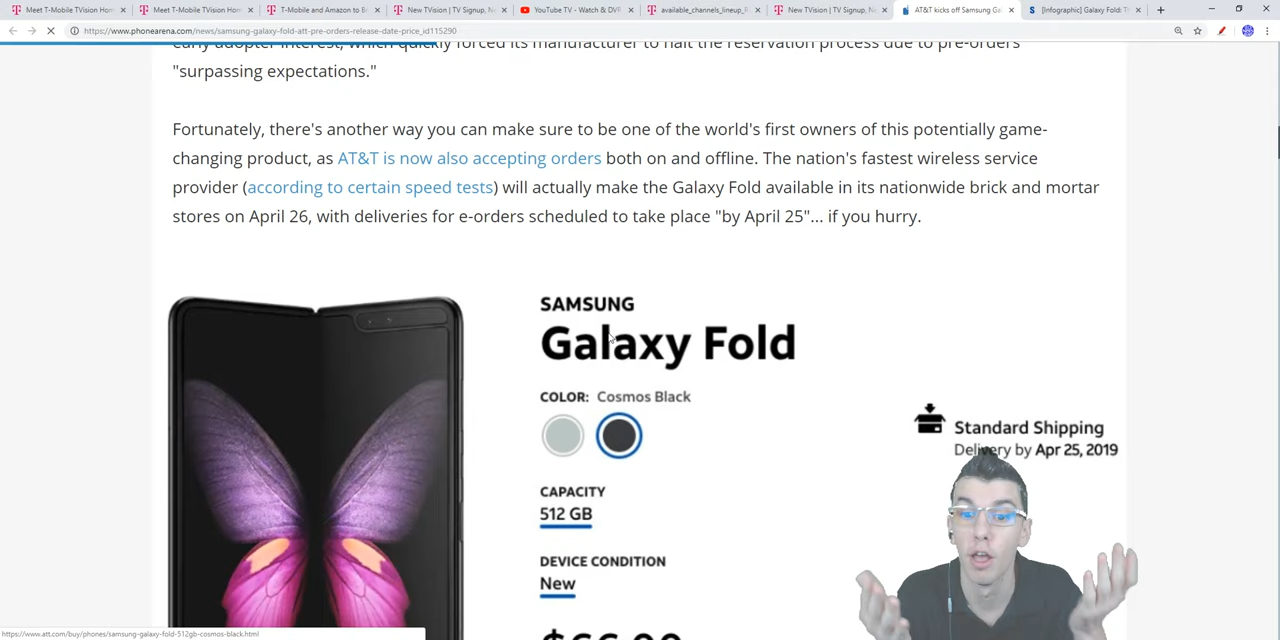 Meet T-Mobile TVision Hom
Meet T-Mobile TVision Hom
T-Mobile and Amazon to Br
New TVision | TV Signup, N
YouTube TV - Watch & DVR
available_channels_lineup_R
New TVision | TV Signup, N
AT&T kicks off Samsung Ga
[Infographic] Galaxy Fold: Th
https://www.phonearena.com/news/samsung-galaxy-fold-att-pre-orders-release-date-price_id115290
early adopter interest, which quickly forced its manufacturer to halt the reservation process due to pre-orders
"surpassing expectations."
Fortunately, there's another way you can make sure to be one of the world's first owners of this potentially game-
changing product, as AT&T is now also accepting orders both on and offline. The nation's fastest wireless service
provider (according to certain speed tests) will actually make the Galaxy Fold available in its nationwide brick and mortar
stores on April 26, with deliveries for e-orders scheduled to take place "by April 25"... if you hurry.
SAMSUNG
Galaxy Fold
COLOR: Cosmos Black
Standard Shipping
Delivery by Apr 25, 2019
CAPACITY
512 GB
DEVICE CONDITION
New
https://www.att.com/buy/phones/samsung-galaxy-fold-512gb-cosmos-black.html